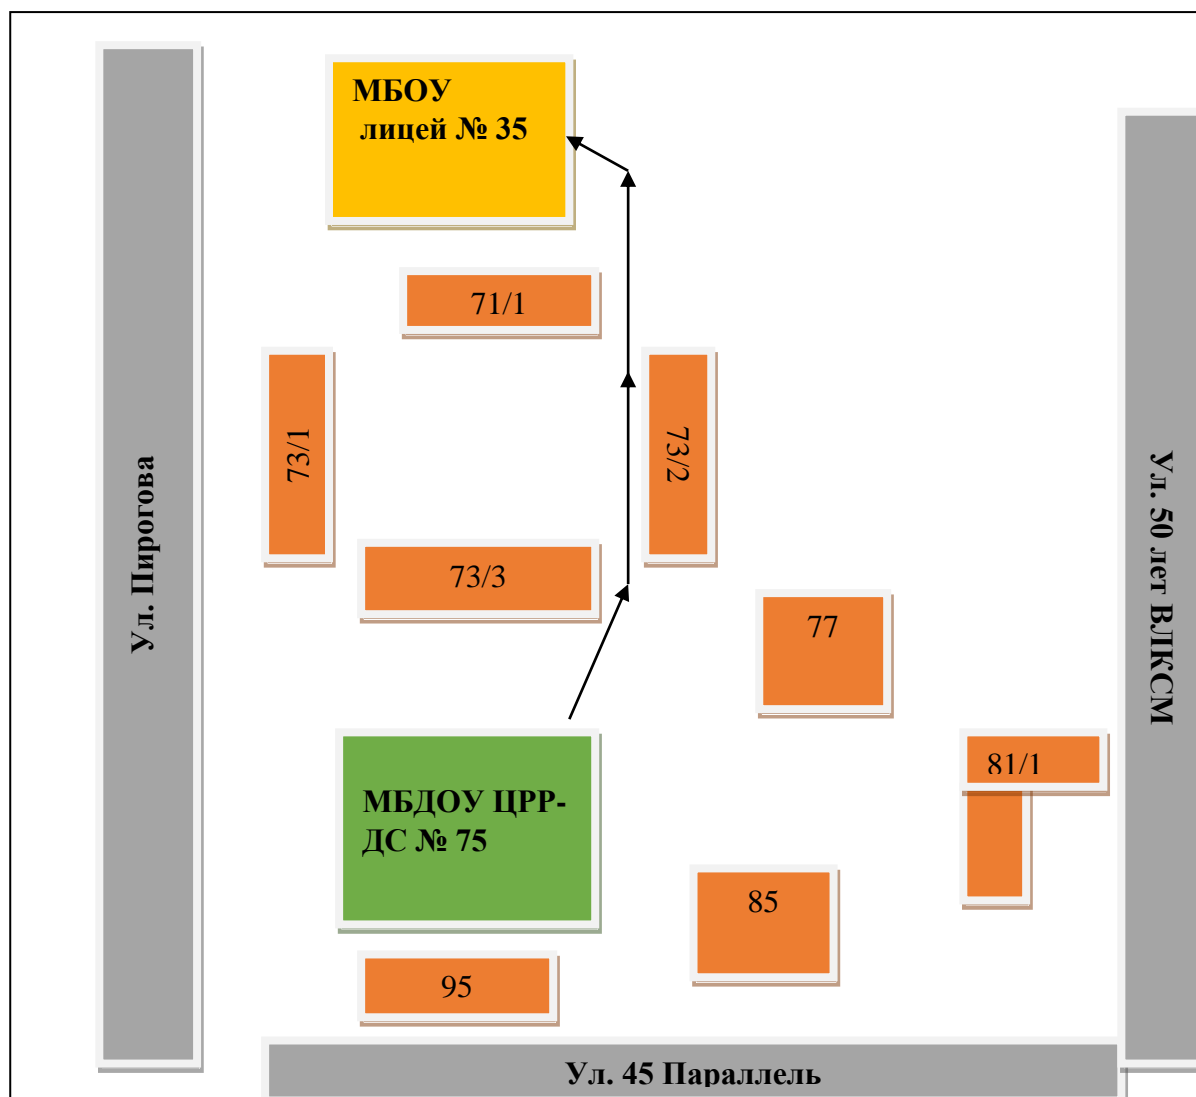 МБОУ
лицей № 35
71/1
73/1
73/2
Ул. Пирогова
Ул. 50 лет ВЛКСМ
73/3
77
81/1
МБДОУ ЦРР-
ДС № 75
85
95
Ул. 45 Параллель